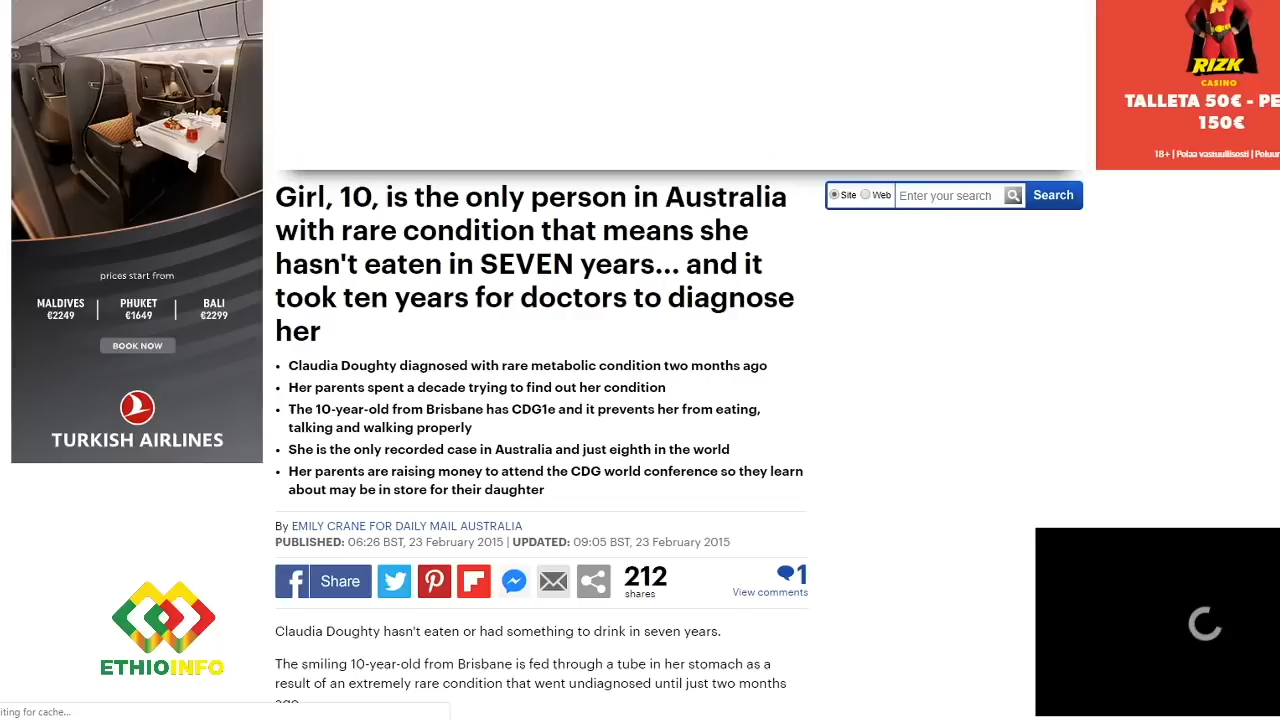 prices start from
MALDIVES
€2249
PHUKET
€1649
BALI
€2299
BOOK NOW
TURKISH AIRLINES
ETHIOINFO
Girl, 10, is the only person in Australia
with rare condition that means she
hasn't eaten in SEVEN years... and it
took ten years for doctors to diagnose
her
• Claudia Doughty diagnosed with rare metabolic condition two months ago
• Her parents spent a decade trying to find out her condition
• The 10-year-old from Brisbane has CDG1e and it prevents her from eating,
talking and walking properly
• She is the only recorded case in Australia and just eighth in the world
• Her parents are raising money to attend the CDG world conference so they learn
about may be in store for their daughter
By EMILY CRANE FOR DAILY MAIL AUSTRALIA
PUBLISHED: 06:26 BST, 23 February 2015 | UPDATED: 09:05 BST, 23 February 2015
Share
212
shares
1
View comments
Claudia Doughty hasn't eaten or had something to drink in seven years.
The smiling 10-year-old from Brisbane is fed through a tube in her stomach as a
result of an extremely rare condition that went undiagnosed until just two months
Site Web Enter your search Search
R
RIZK
CASINO
TALLETA 50€ - PE
150€
18+ | Pelaa vastuullisesti | Peluur
iting for cache...